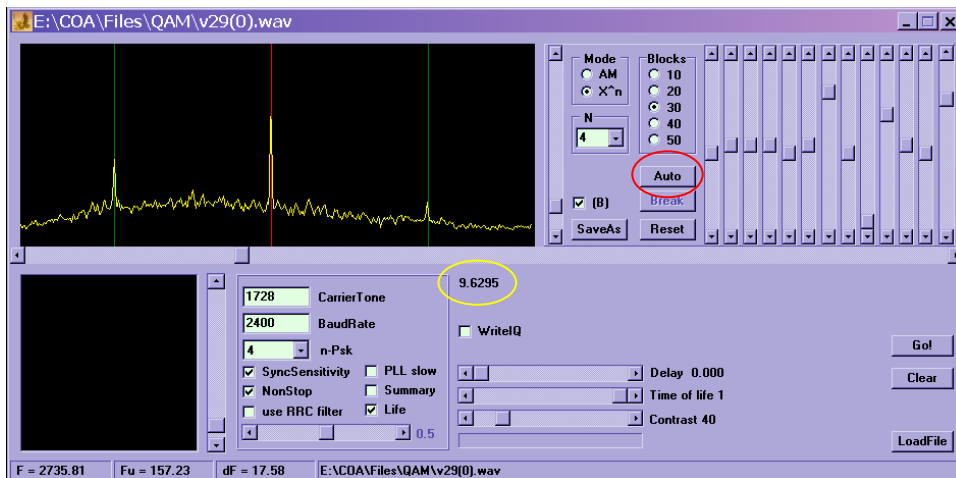 E:\COA\Files\QAM\v29(0).wav
Mode
AM
X^n
N
4
Blocks
10
20
30
40
50
Auto
Break
(B)
SaveAs
Reset
1728 CarrierTone
2400 BaudRate
4 n-Psk
SyncSensitivity PLL slow
NonStop Summary
use RRC filter Life
0.5
9.6295
WriteIQ
Delay 0.000
Time of life 1
Contrast 40
Go!
Clear
LoadFile
F = 2735.81 Fu = 157.23 dF = 17.58 E:\COA\Files\QAM\v29(0).wav